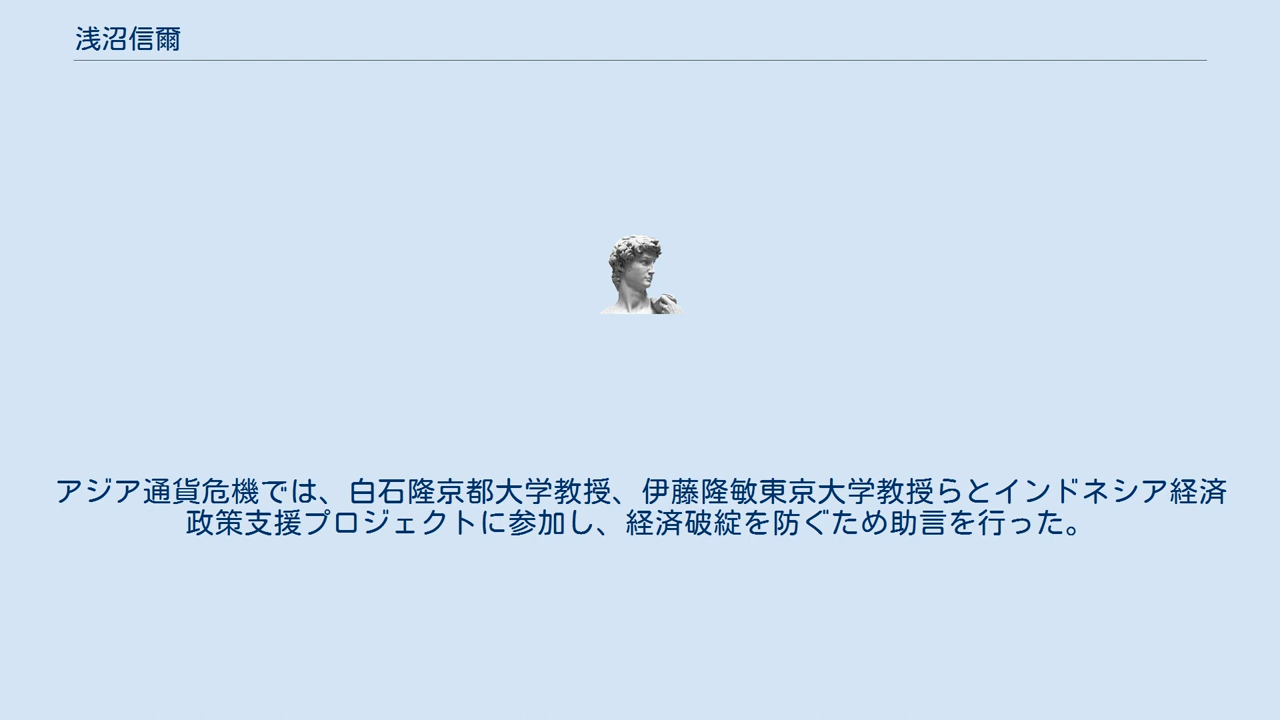 浅沼信爾
アジア通貨危機では、白石隆京都大学教授、伊藤隆敏東京大学教授らとインドネシア経済
政策支援プロジェクトに参加し、経済破綻を防ぐため助言を行った。